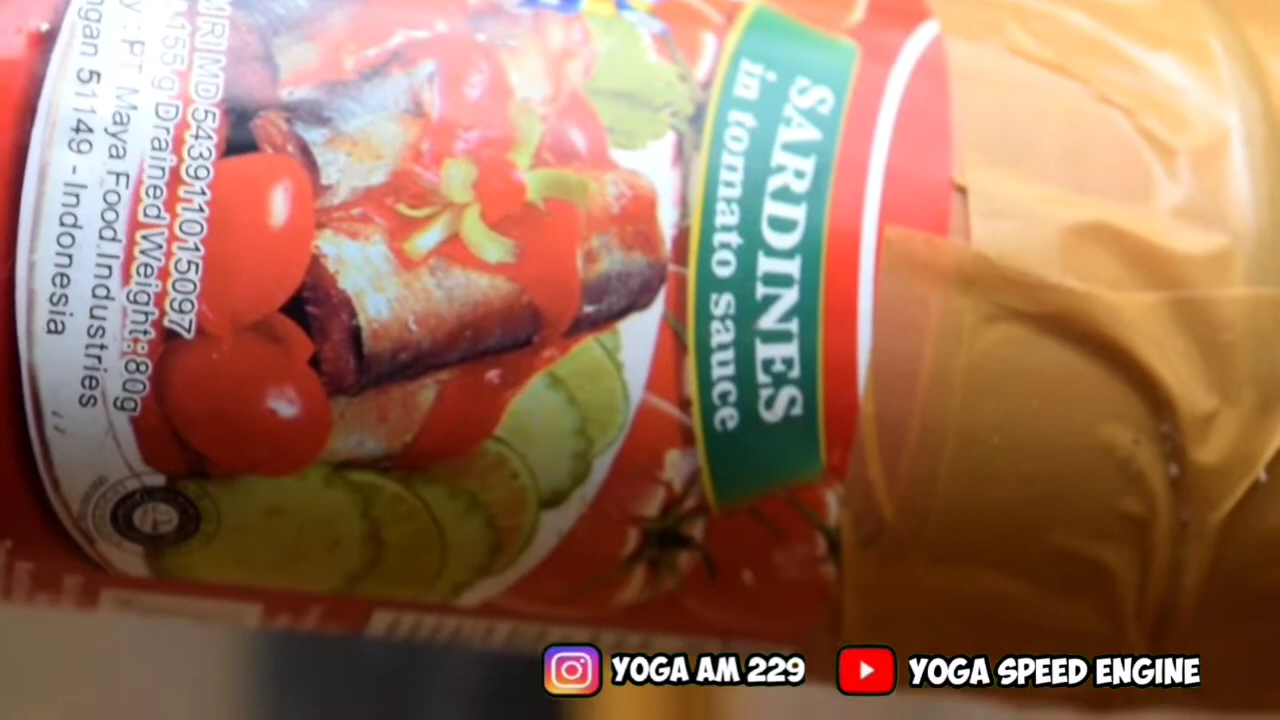 SARDINES
in tomato sauce
RI MD 543911015097
155 g Drained Weight: 80g
: PT. Maya Food Industries
51149 - Indonesia
YOGA AM 229
YOGA SPEED ENGINE